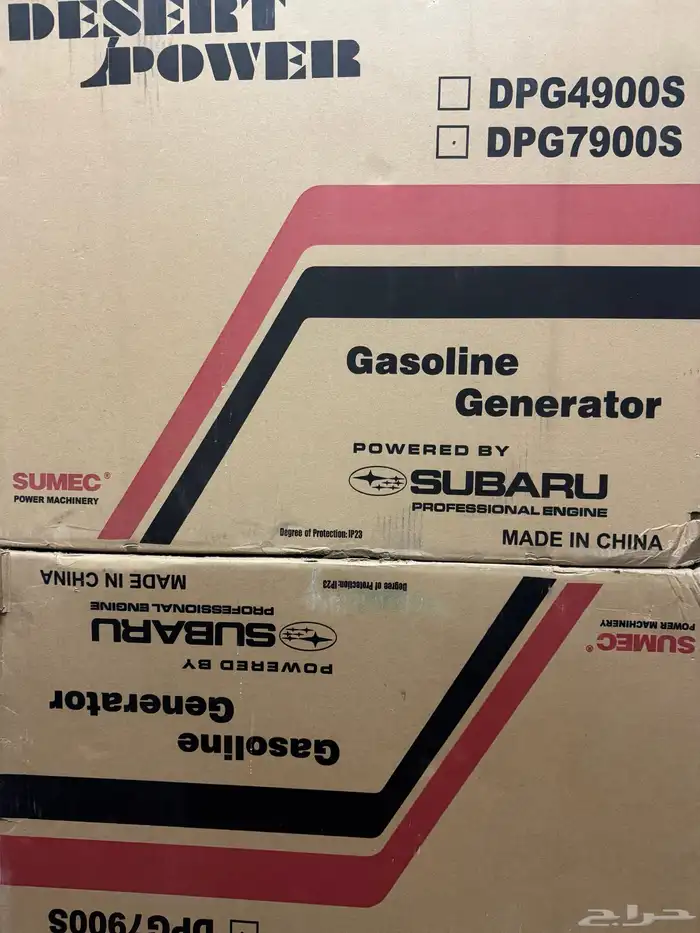 DESERT
POWER
DPG4900S
DPG7900S
Gasoline
Generator
POWERED BY
SUBARU
PROFESSIONAL ENGINE
SUMEC®
POWER MACHINERY
Degree of Protection: IP23
MADE IN CHINA
MADE IN CHINA
Degree of Protection: IP23
PROFESSIONAL ENGINE
SUBARU
POWERED BY
POWER MACHINERY
SUMEC®
Generator
Gasoline
DPG7900S
حراج